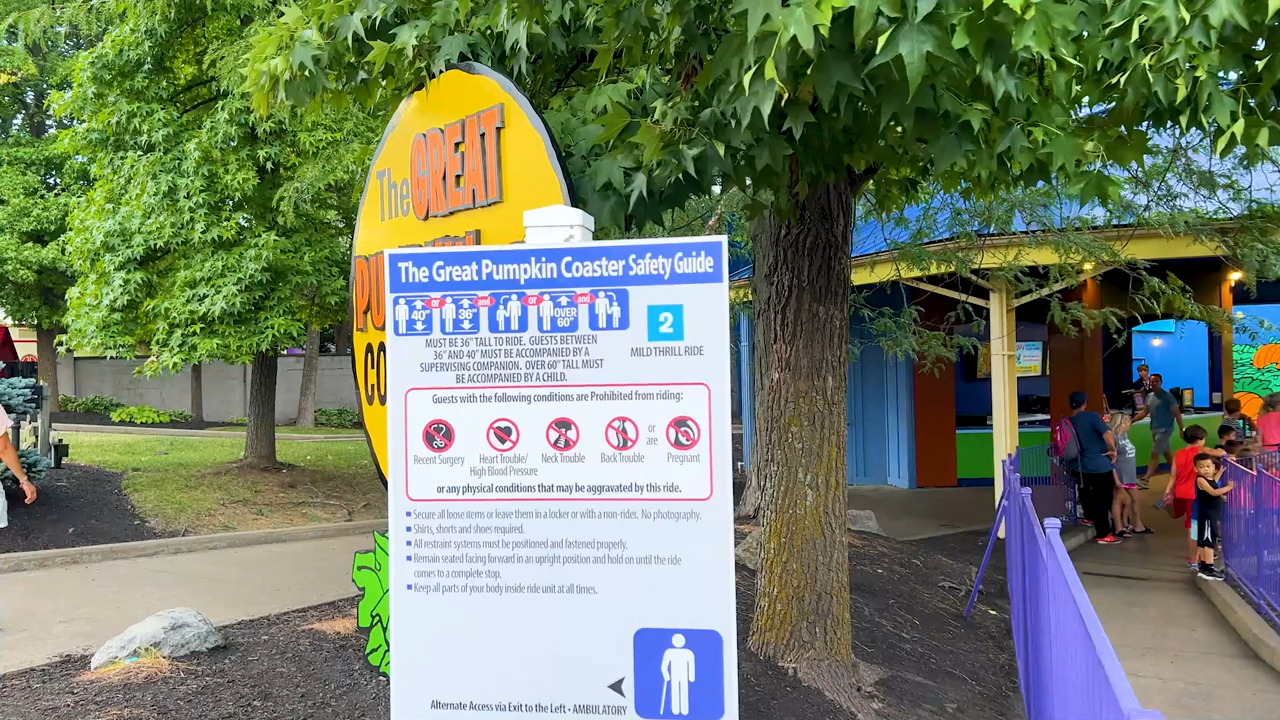 The GREAT
PU
CO
The Great Pumpkin Coaster Safety Guide
40" or 36" and or OVER 60" and
2
MILD THRILL RIDE
MUST BE 36" TALL TO RIDE. GUESTS BETWEEN
36" AND 40" MUST BE ACCOMPANIED BY A
SUPERVISING COMPANION. OVER 60" TALL MUST
BE ACCOMPANIED BY A CHILD.
Guests with the following conditions are Prohibited from riding:
Recent Surgery
Heart Trouble/
High Blood Pressure
Neck Trouble
Back Trouble
or
are
Pregnant
or any physical conditions that may be aggravated by this ride.
Secure all loose items or leave them in a locker or with a non-rider. No photography.
Shirts, shorts and shoes required.
All restraint systems must be positioned and fastened properly.
Remain seated facing forward in an upright position and hold on until the ride
comes to a complete stop.
Keep all parts of your body inside ride unit at all times.
Alternate Access via Exit to the Left • AMBULATORY